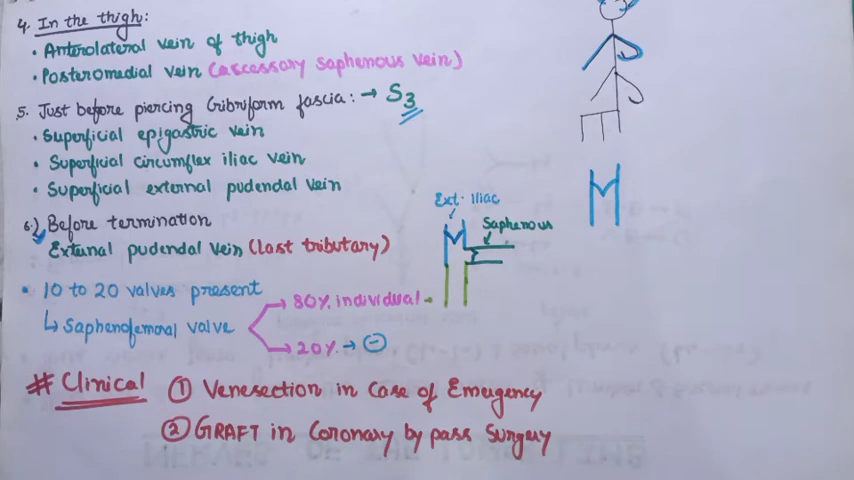 4. In the thigh:
• Anterolateral vein of thigh
• Posteromedial vein (ascessary saphenous vein)
5. Just before piercing Cribriform fascia: → S3
• Superficial epigastric vein
• Superficial circumflex iliac vein
• Superficial external pudendal vein
6.) Before termination
External pudendal vein (last tributary)
Ext. Iliac
Saphenous
• 10 to 20 valves present
↳ Saphenofemoral valve
→ 80% individual
→ 20% → ⊖
# Clinical ① Venesection in Case of Emergency
② GRAFT in Coronary by pass Surgery